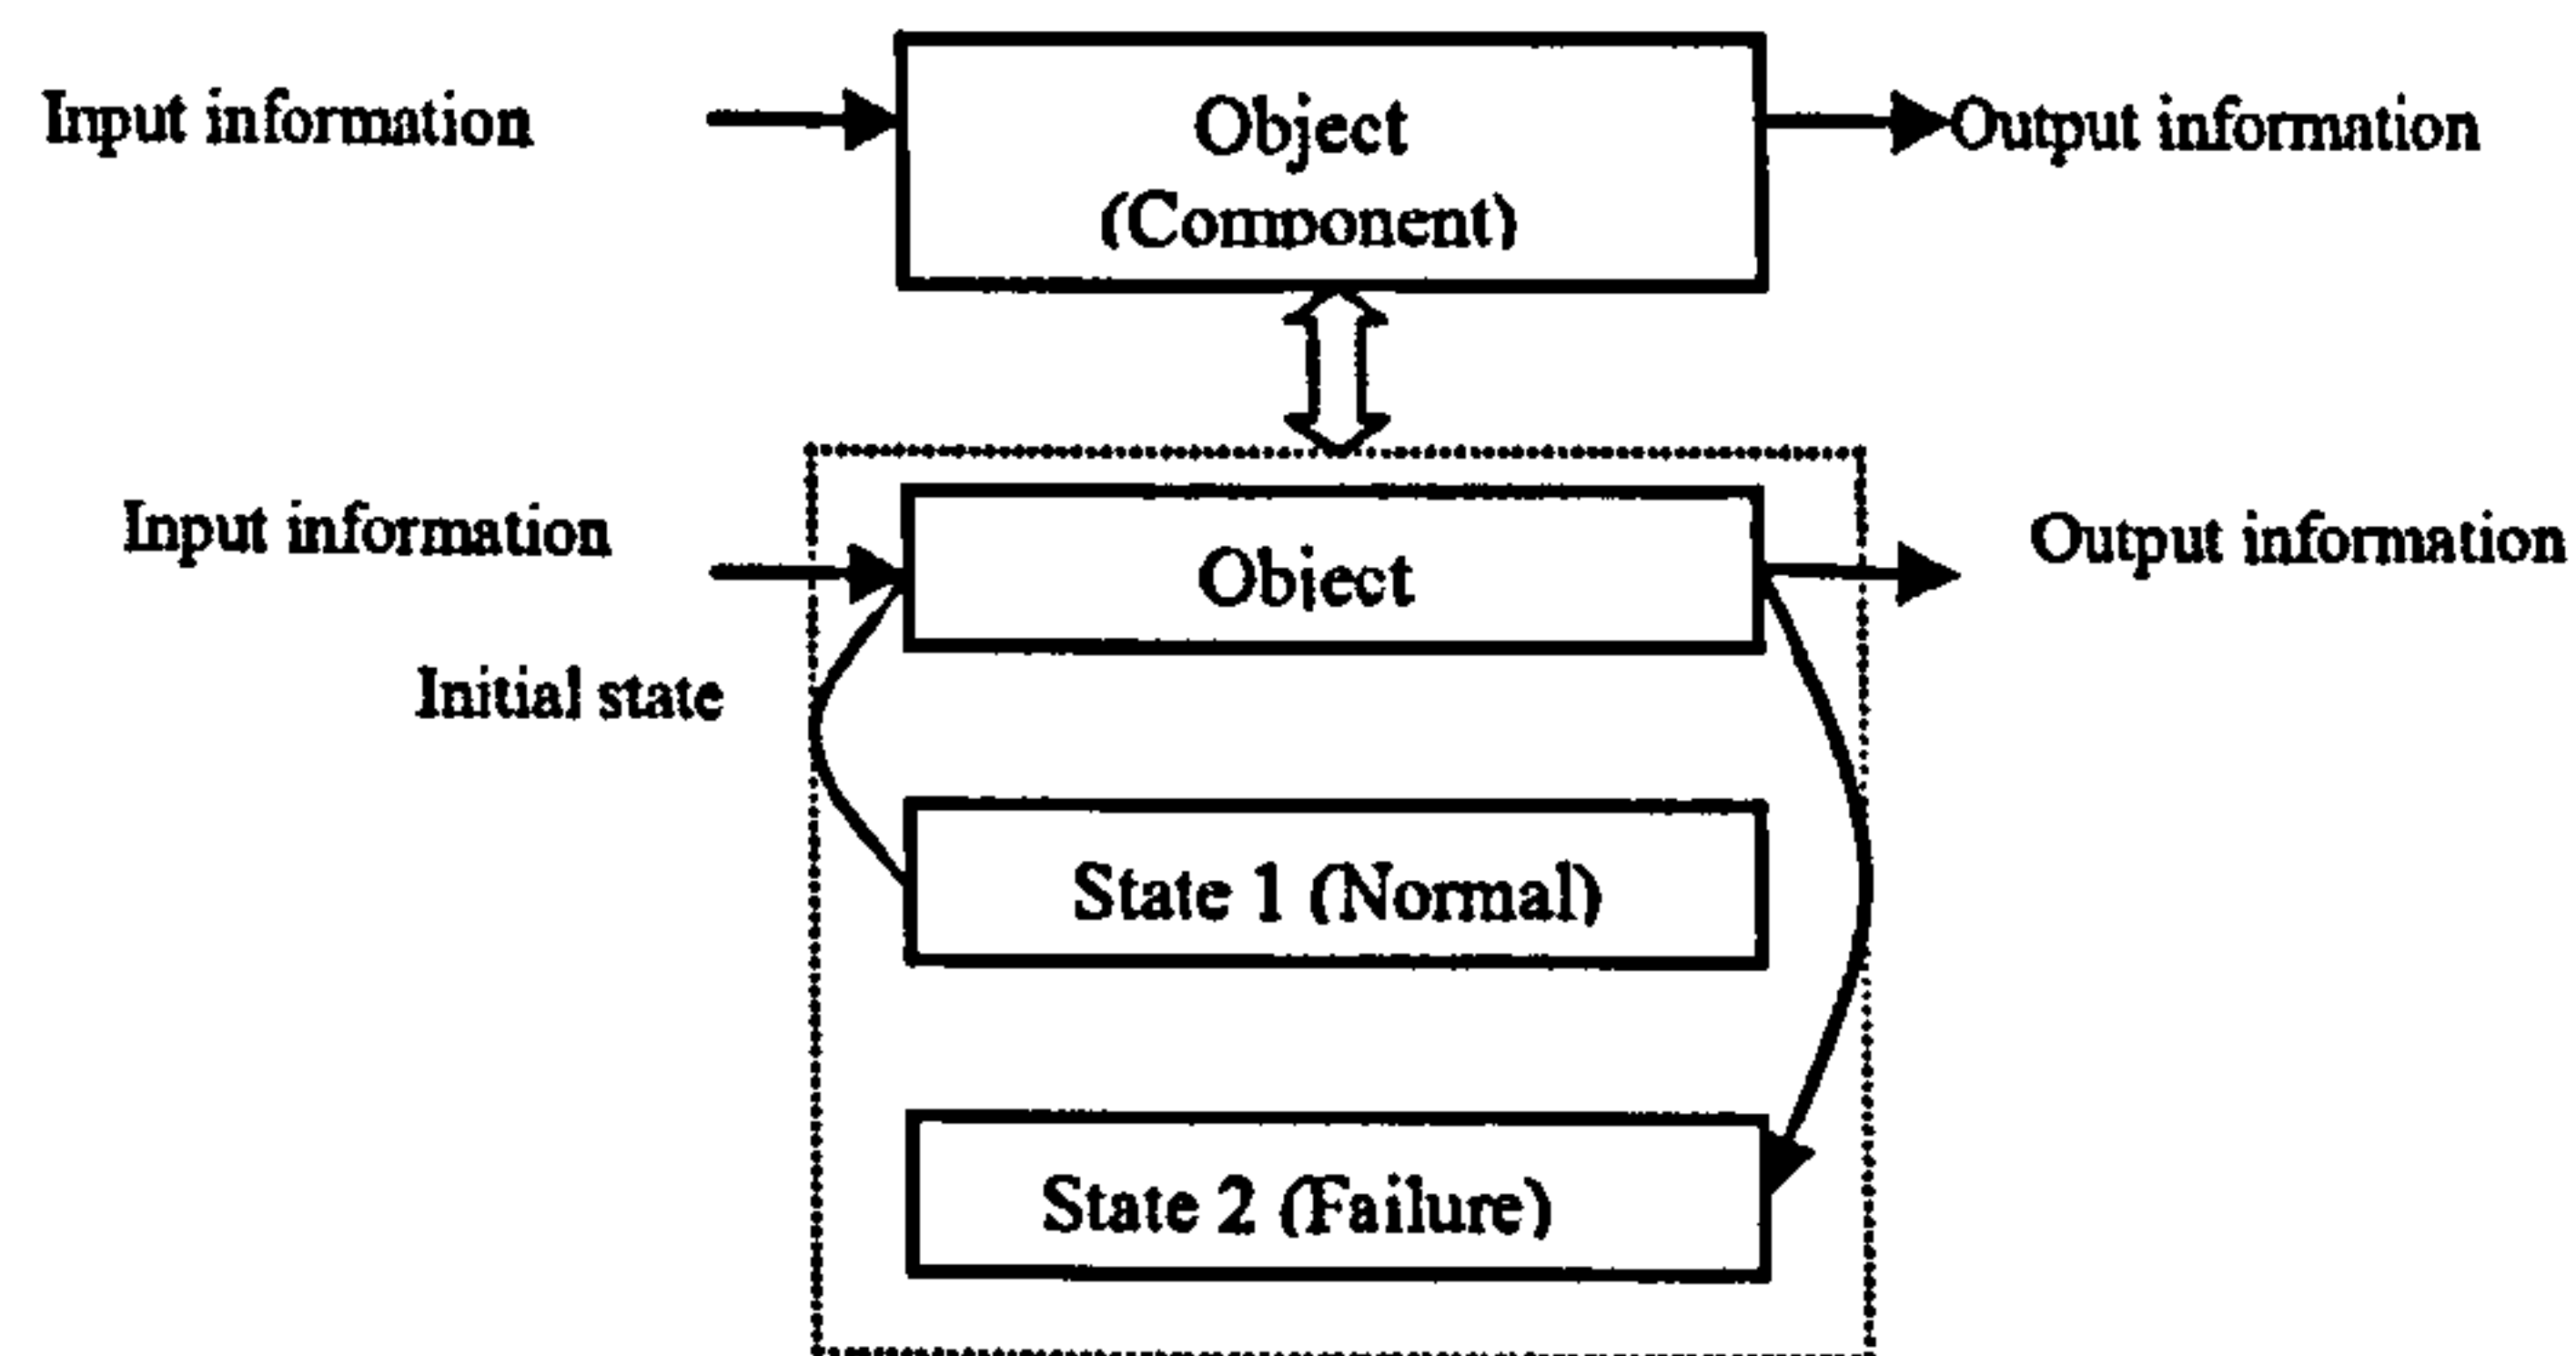 Input information
Object
(Component)
Output information
Input information
Object
Output information
Initial state
State 1 (Normal)
State 2 (Failure)